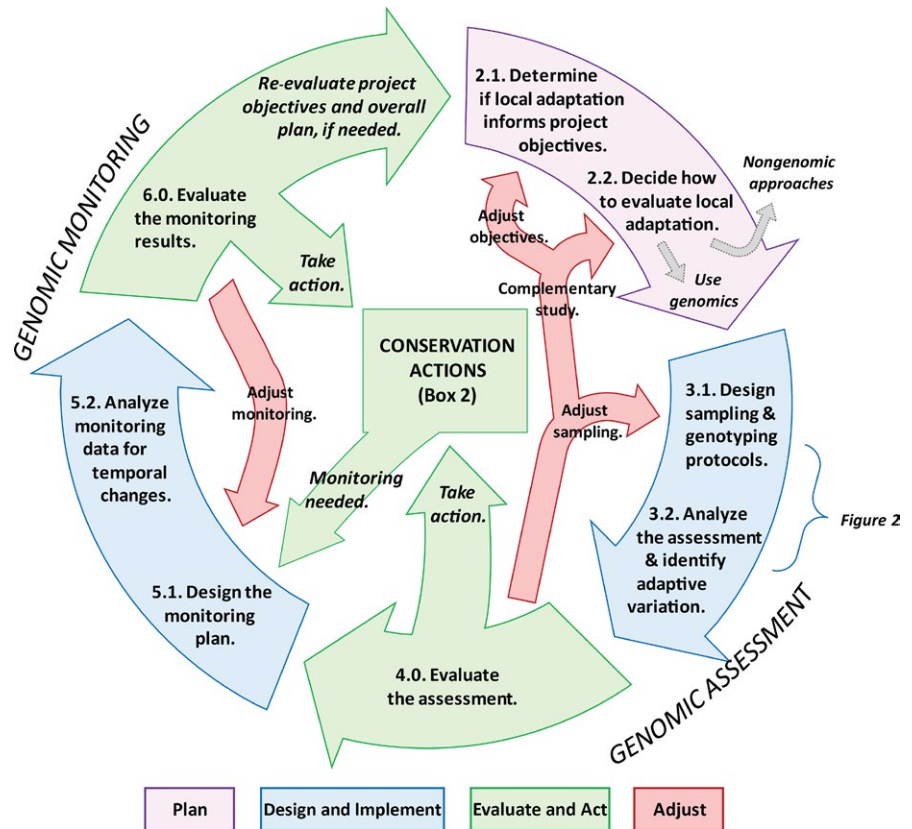 Re-evaluate project
objectives and overall
plan, if needed.
2.1. Determine
if local adaptation
informs project
objectives.
2.2. Decide how
to evaluate local
adaptation.
Nongenomic
approaches
Use
genomics
GENOMIC MONITORING
6.0. Evaluate
the monitoring
results.
Take
action.
Adjust
objectives.
Complementary
study.
CONSERVATION
ACTIONS
(Box 2)
Adjust
sampling.
3.1. Design
sampling &
genotyping
protocols.
Figure 2
3.2. Analyze
the assessment
& identify
adaptive
variation.
5.2. Analyze
monitoring
data for
temporal
changes.
Adjust
monitoring.
Monitoring
needed.
Take
action.
5.1. Design the
monitoring
plan.
4.0. Evaluate
the assessment.
GENOMIC ASSESSMENT
Plan
Design and Implement
Evaluate and Act
Adjust